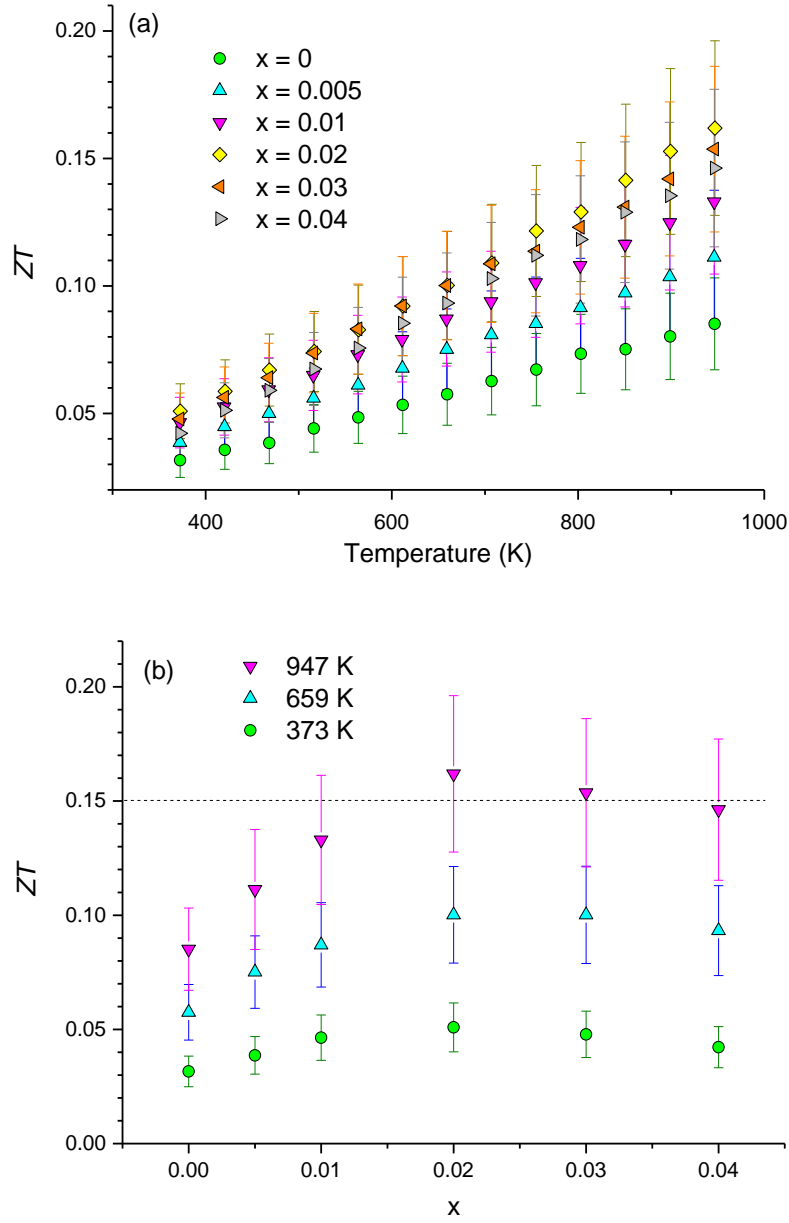 (a)
x = 0
x = 0.005
x = 0.01
x = 0.02
x = 0.03
x = 0.04
0.20
0.15
0.10
0.05
ZT
400 600 800 1000
Temperature (K)
(b)
947 K
659 K
373 K
0.20
0.15
0.10
0.05
0.00
ZT
0.00 0.01 0.02 0.03 0.04
x